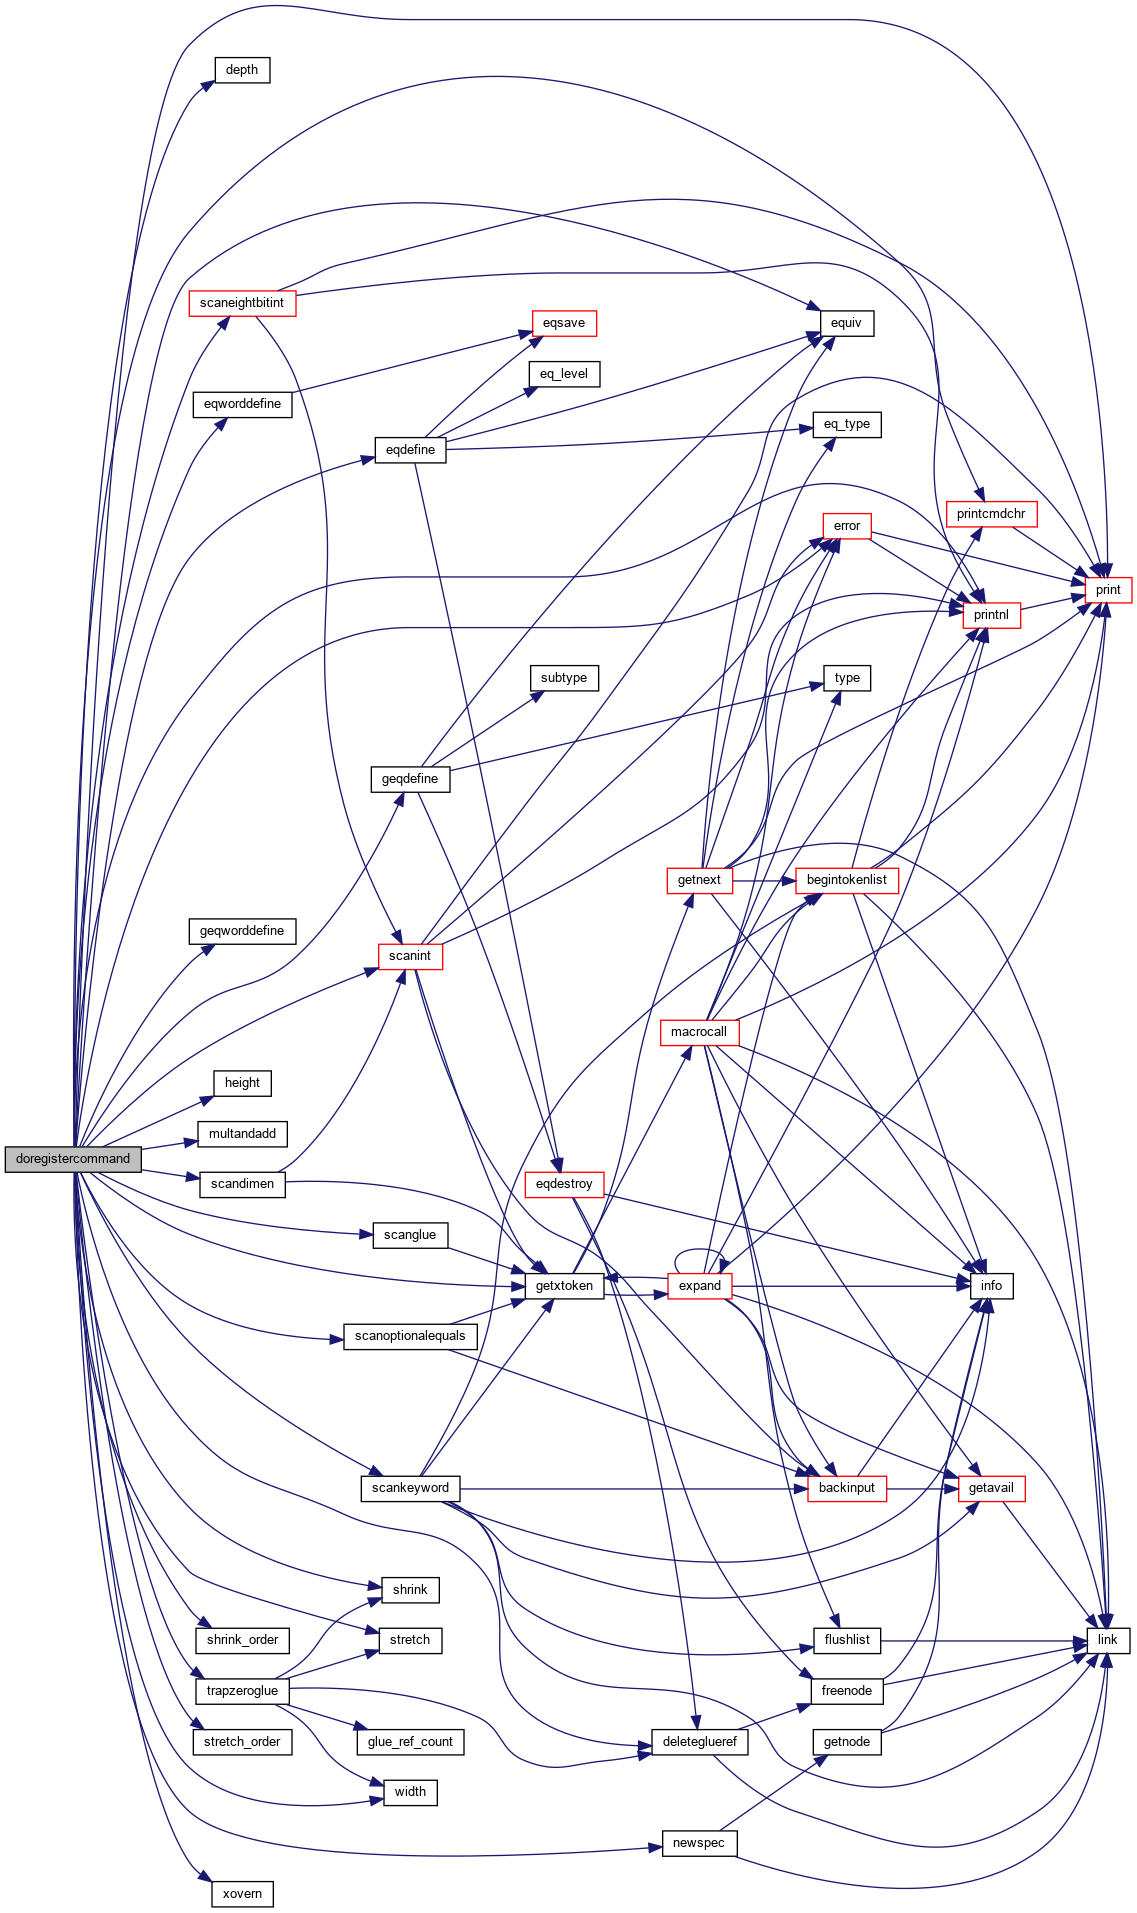 depth
scaneightbitint
eqsave
equiv
eq_level
eqworddefine
eq_type
eqdefine
printcmdchr
error
print
printnl
subtype
type
geqdefine
getnext
begintokenlist
geqworddefine
scanint
macrocall
height
multandadd
doregistercommand
scandimen
eqdestroy
scanglue
getxtoken
expand
info
scanoptionalequals
scankeyword
backinput
getavail
shrink
shrink_order
stretch
flushlist
link
trapzeroglue
freenode
stretch_order
glue_ref_count
deleteglueref
getnode
width
newspec
xovern